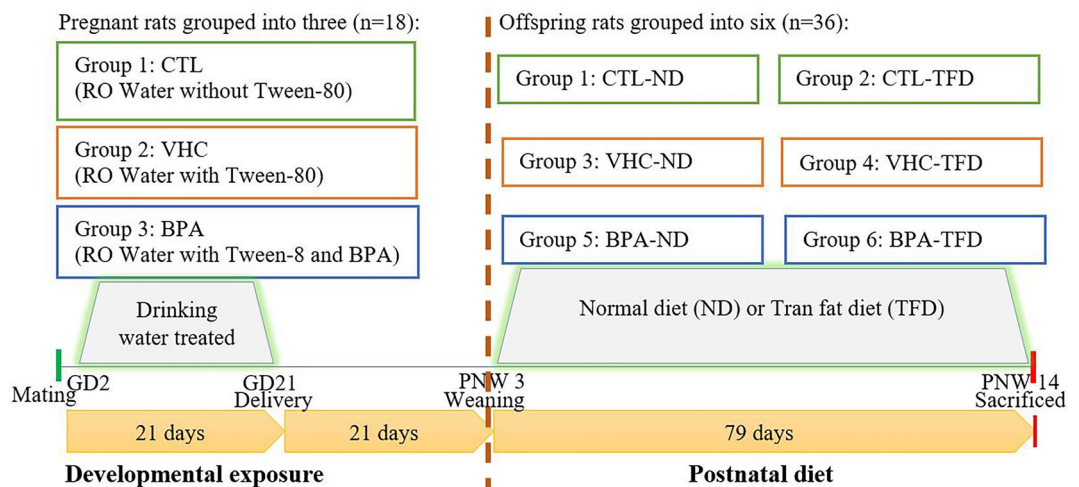 Pregnant rats grouped into three (n=18):
Group 1: CTL
(RO Water without Tween-80)
Group 2: VHC
(RO Water with Tween-80)
Group 3: BPA
(RO Water with Tween-8 and BPA)
Offspring rats grouped into six (n=36):
Group 1: CTL-ND
Group 2: CTL-TFD
Group 3: VHC-ND
Group 4: VHC-TFD
Group 5: BPA-ND
Group 6: BPA-TFD
Drinking
water treated
Normal diet (ND) or Tran fat diet (TFD)
Mating
GD2
GD21
Delivery
PNW 3
Weaning
PNW 14
Sacrificed
21 days
21 days
79 days
Developmental exposure
Postnatal diet